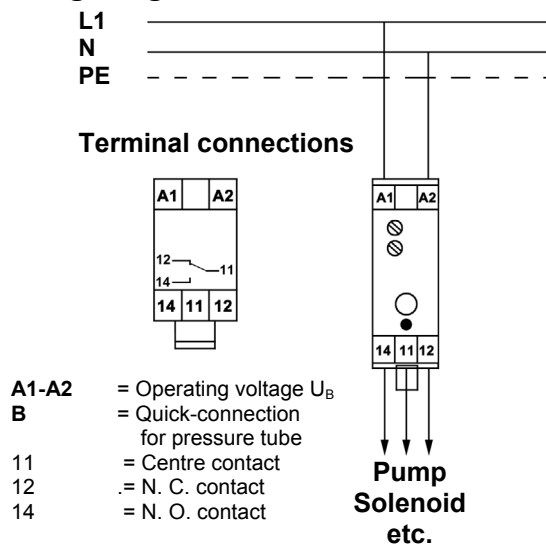 L1
N
PE
Terminal connections
A1 A2
12
11
14
14 11 12
A1 A2
14 11 12
A1-A2 = Operating voltage UB
B = Quick-connection
for pressure tube
11 = Centre contact
12 .= N. C. contact
14 = N. O. contact
Pump
Solenoid
etc.